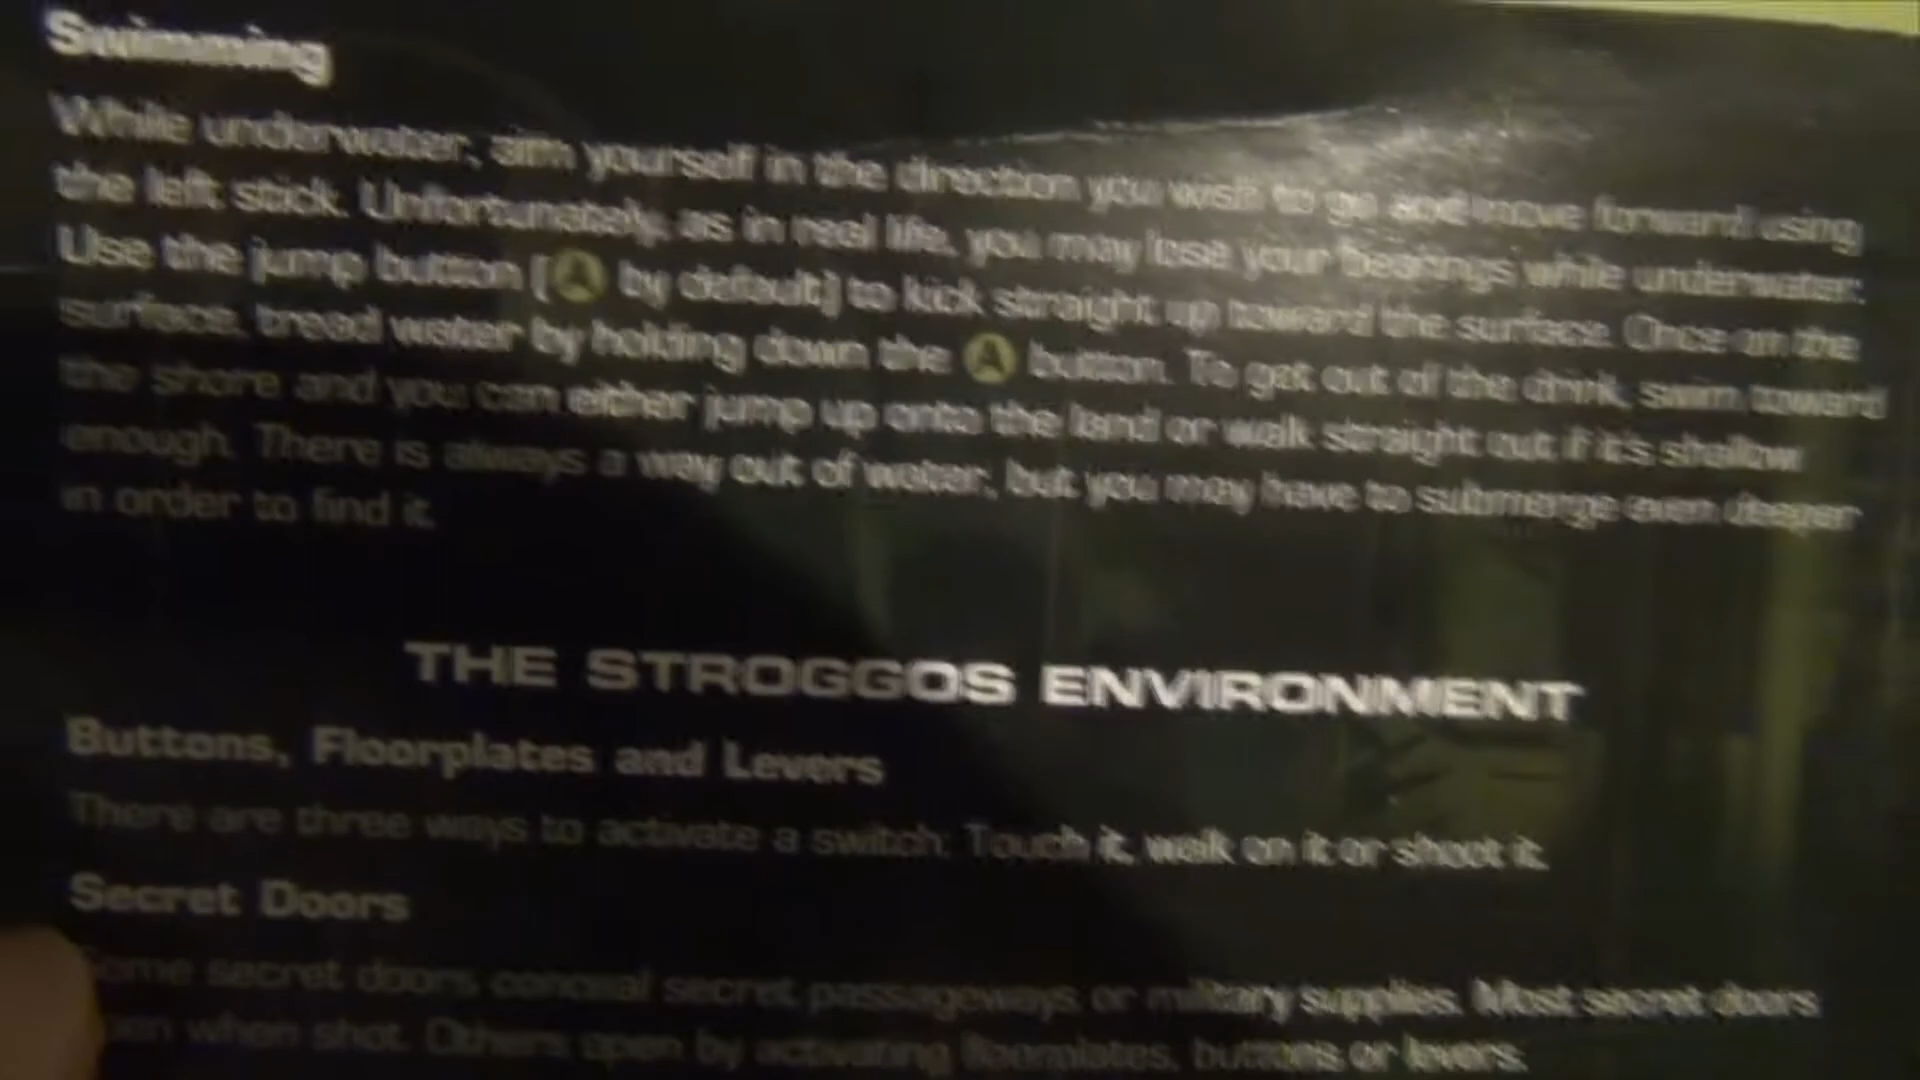 Swimming
While underwater, aim yourself in the direction you wish to go and move forward using
the left stick. Unfortunately, as in real life, you may lose your bearings while underwater.
Use the jump button (A by default) to kick straight up toward the surface. Once on the
surface, tread water by holding down the A button. To get out of the drink, swim toward
the shore and you can either jump up onto the land or walk straight out if it's shallow
enough. There is always a way out of water, but you may have to submerge even deeper
in order to find it.
THE STROGGOS ENVIRONMENT
Buttons, Floorplates and Levers
There are three ways to activate a switch: Touch it, walk on it or shoot it.
Secret Doors
Some secret doors conceal secret passageways or military supplies. Most secret doors
open when shot. Others open by activating floorplates, buttons or levers.